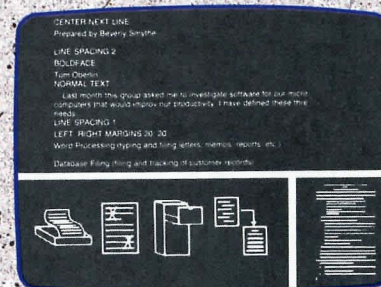 CENTER NEXT LINE
Prepared by Beverly Smythe
LINE SPACING 2
BOLDFACE
Tom Oberlin
NORMAL TEXT
Last month this group asked me to investigate software for our micro
computers that would improv our productivity. I have defined these thre
needs.
LINE SPACING 1
LEFT, RIGHT MARGINS 20, 20
Word Processing (typing and filing letters, memos, reports, etc.)
Database Filing (filing and tracking of customer records)